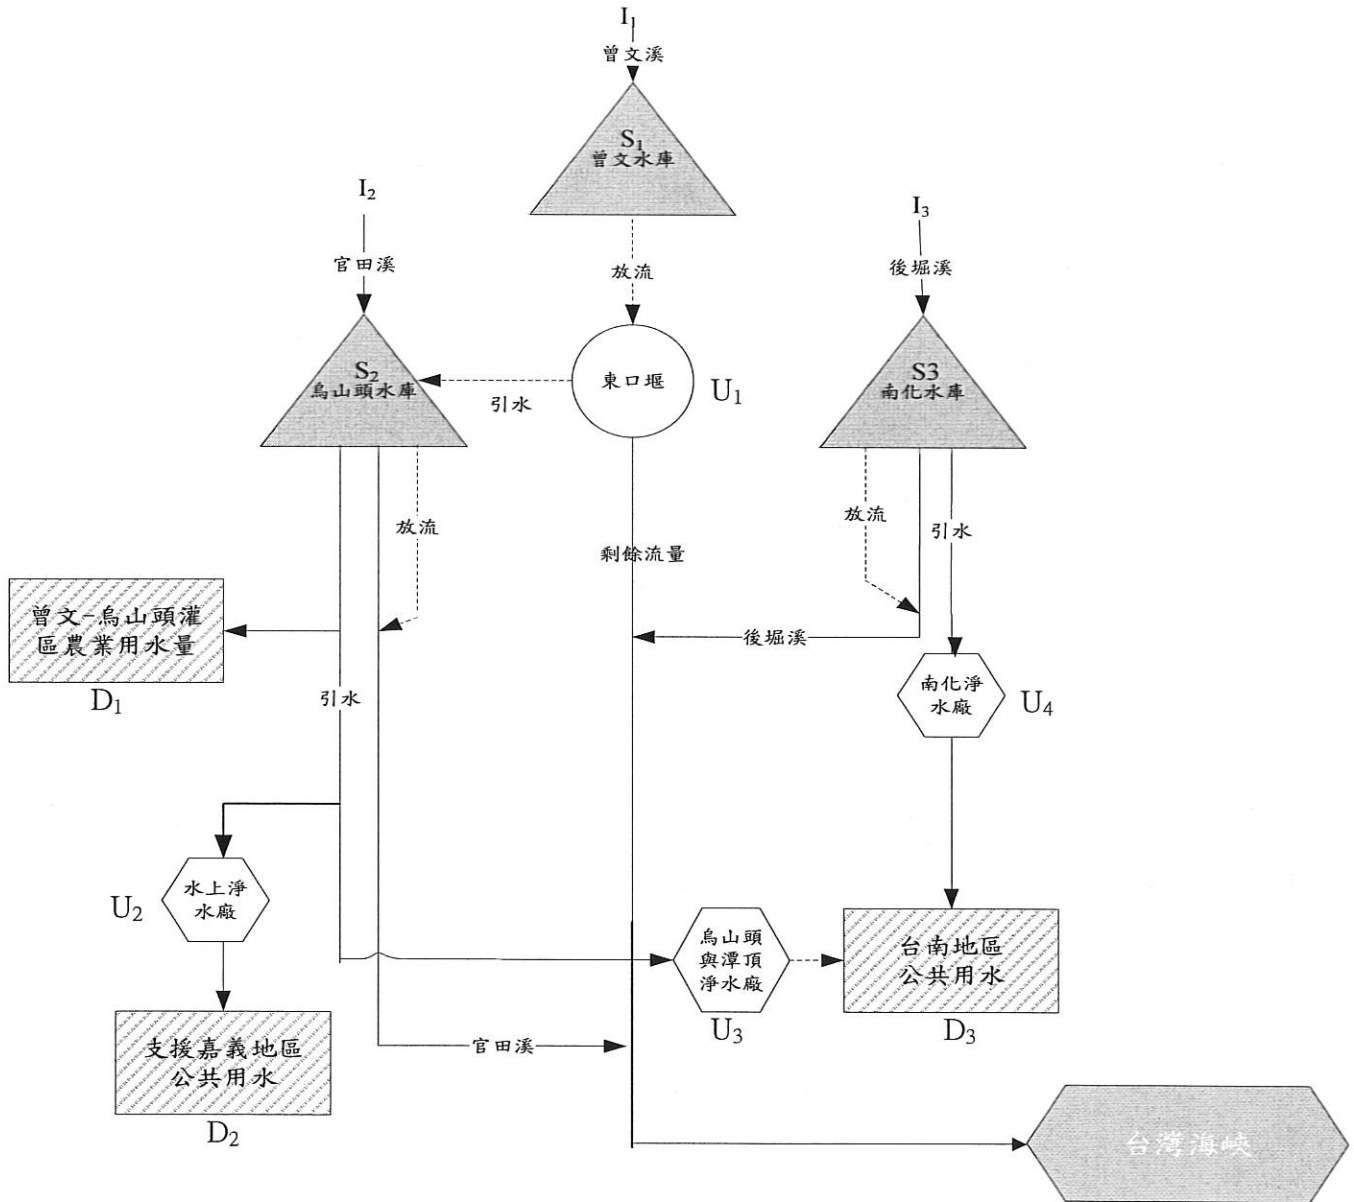 I₁
曾文溪
S₁
曾文水庫
I₂
I₃
官田溪
放流
後堀溪
S₂
烏山頭水庫
引水
東口堰
U₁
S3
南化水庫
放流
剩餘流量
放流
引水
曾文-烏山頭灌
區農業用水量
D₁
引水
後堀溪
南化淨
水廠
U₄
水上淨
水廠
U₂
烏山頭
與潭頂
淨水廠
U₃
台南地區
公共用水
D₃
支援嘉義地區
公共用水
D₂
官田溪
台灣海峽